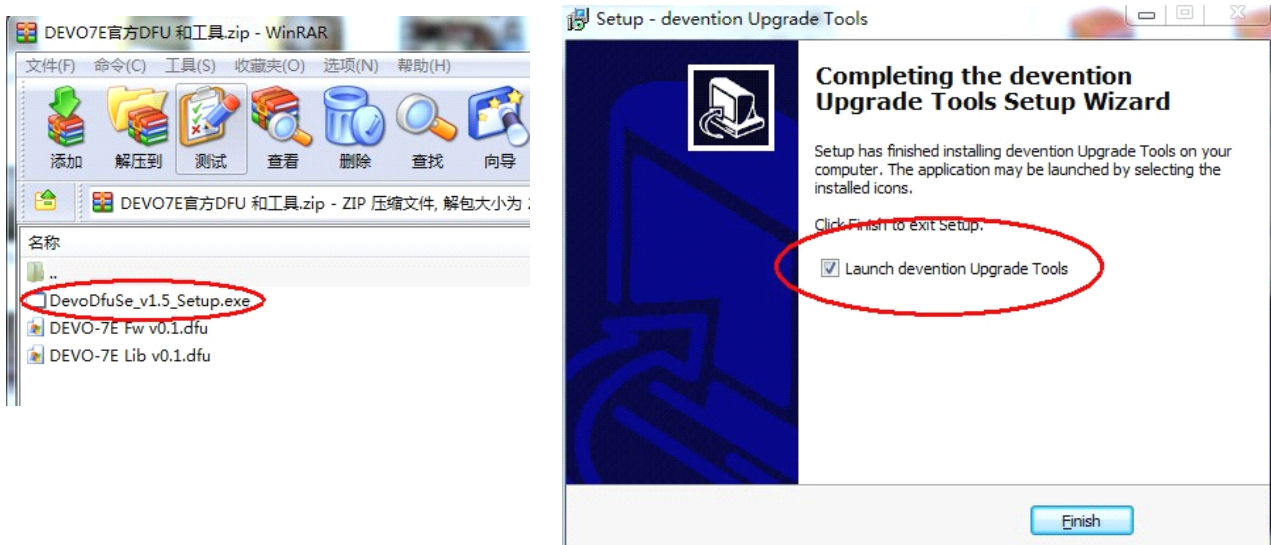 DEVO7E官方DFU 和工具.zip - WinRAR
文件(F) 命令(C) 工具(S) 收藏夹(O) 选项(N) 帮助(H)
添加 解压到 测试 查看 删除 查找 向导
DEVO7E官方DFU 和工具.zip - ZIP 压缩文件, 解包大小为
名称
..
DevoDfuSe_v1.5_Setup.exe
DEVO-7E Fw v0.1.dfu
DEVO-7E Lib v0.1.dfu
Setup - devention Upgrade Tools
Completing the devention
Upgrade Tools Setup Wizard
Setup has finished installing devention Upgrade Tools on your
computer. The application may be launched by selecting the
installed icons.
Click Finish to exit Setup.
Launch devention Upgrade Tools
Finish